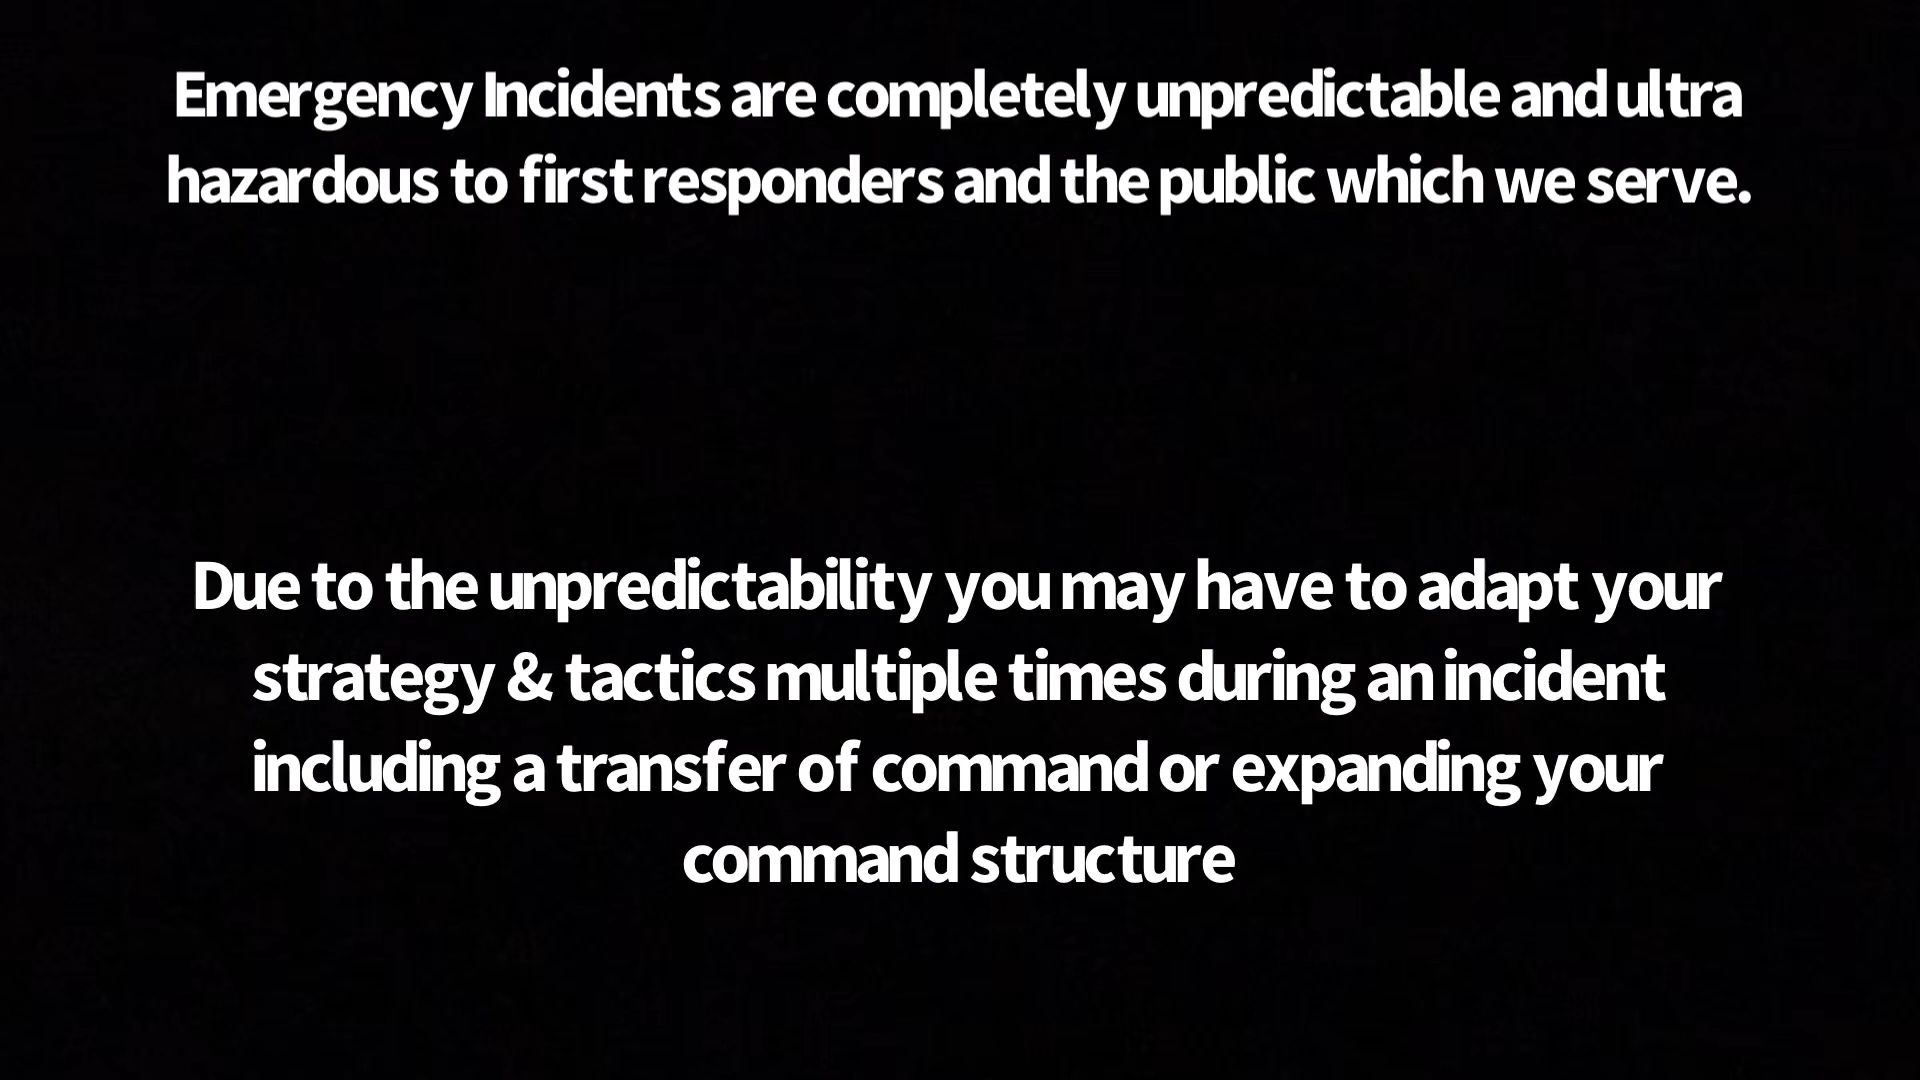 Emergency Incidents are completely unpredictable and ultra
hazardous to first responders and the public which we serve.
Due to the unpredictability you may have to adapt your
strategy & tactics multiple times during an incident
including a transfer of command or expanding your
command structure